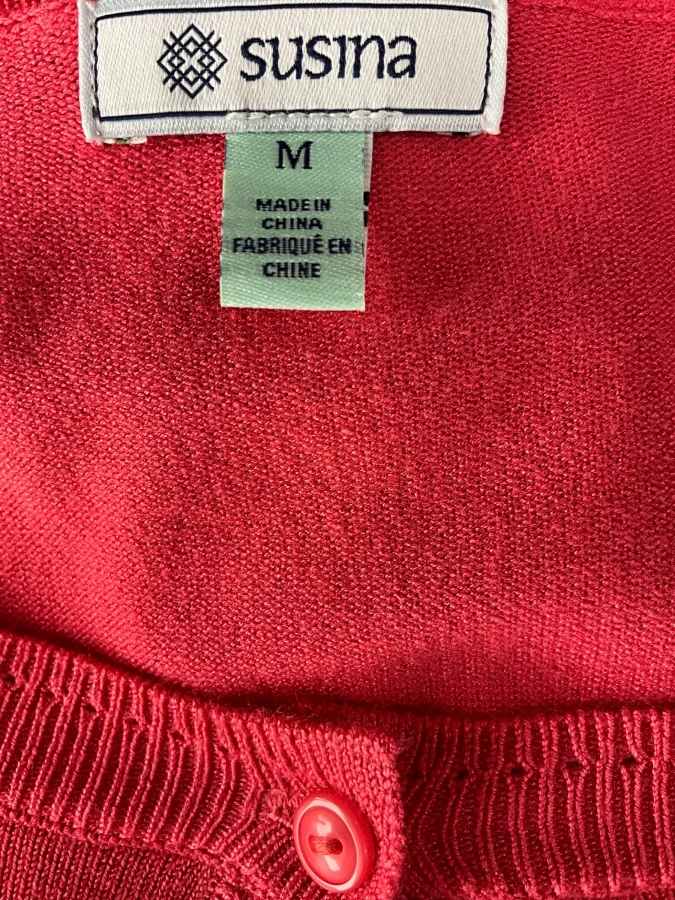 susina
M
MADE IN
CHINA
FABRIQUÉ EN
CHINE